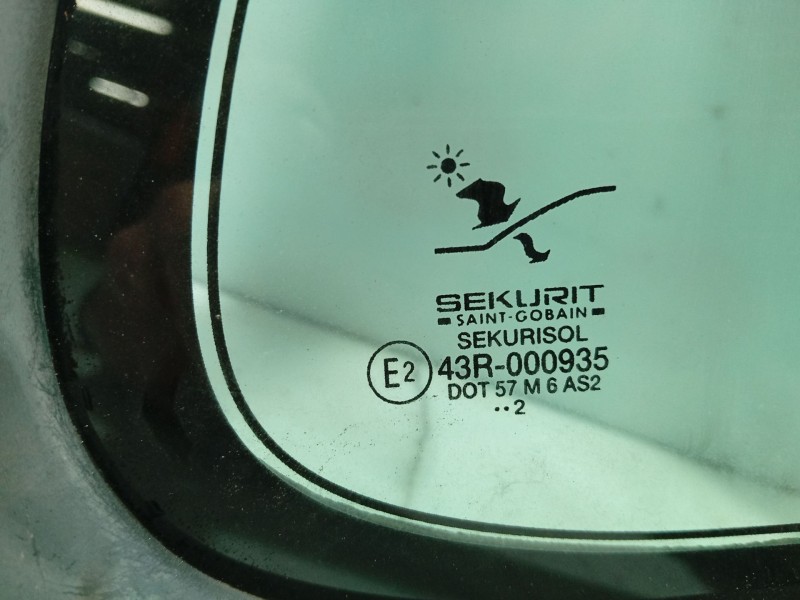 SEKURIT
SAINT-GOBAIN
SEKURISOL
E2 43R-000935
DOT 57 M 6 AS2
••2